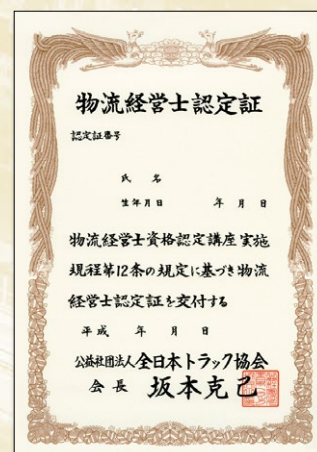 物流経営士認定証
認定証番号
氏 名
生年月日 年 月 日
物流経営士資格認定講座実施
規程第12条の規定に基づき物流
経営士認定証を交付する
平成 年 月 日
公益社団法人全日本トラック協会
会長 坂本克己